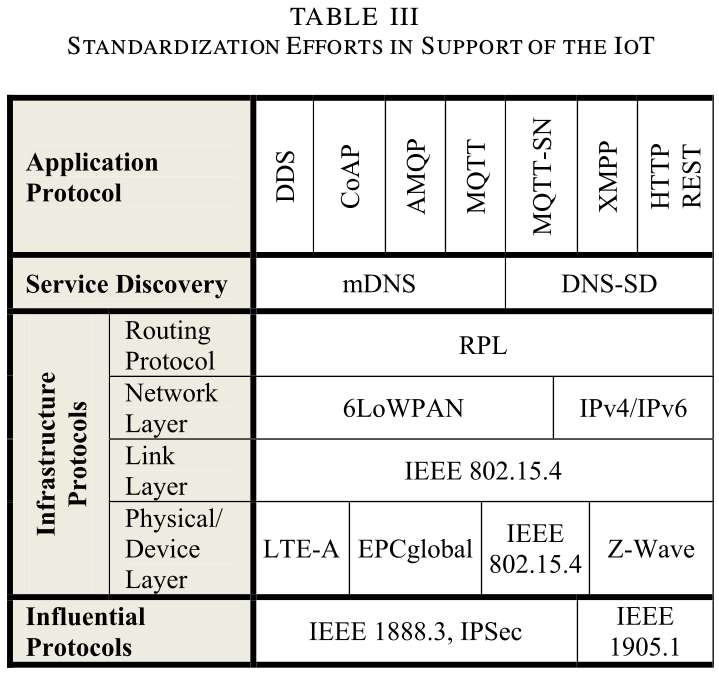 TABLE III
STANDARDIZATION EFFORTS IN SUPPORT OF THE IOT
Application
Protocol
DDS
CoAP
AMQP
MQTT
MQTT-SN
XMPP
HTTP
REST
Service Discovery
mDNS
DNS-SD
Infrastructure
Protocols
Routing
Protocol
RPL
Network
Layer
6LoWPAN
IPv4/IPv6
Link
Layer
IEEE 802.15.4
Physical/
Device
Layer
LTE-A
EPCglobal
IEEE
802.15.4
Z-Wave
Influential
Protocols
IEEE 1888.3, IPSec
IEEE
1905.1